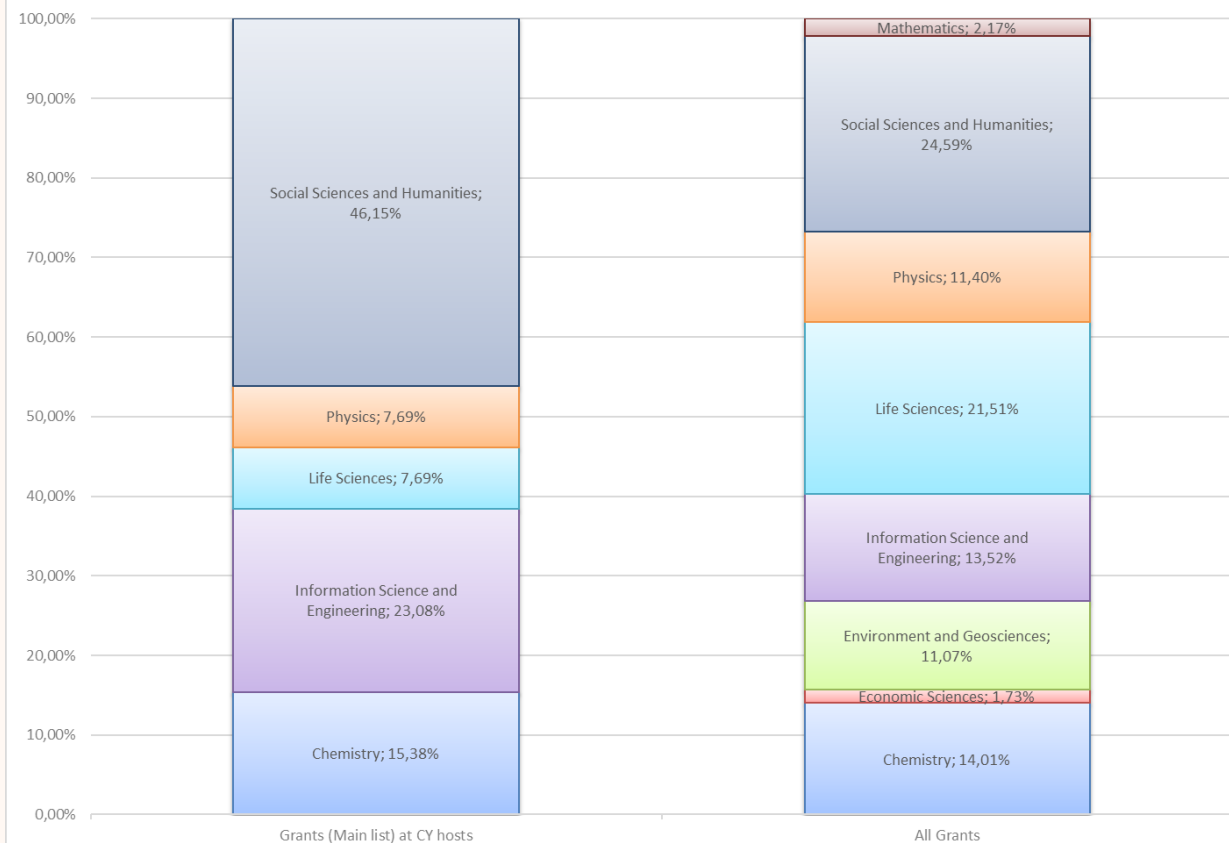 100,00%
90,00%
80,00%
70,00%
60,00%
50,00%
40,00%
30,00%
20,00%
10,00%
0,00%
Social Sciences and Humanities;
46,15%
Physics; 7,69%
Life Sciences; 7,69%
Information Science and
Engineering; 23,08%
Chemistry; 15,38%
Grants (Main list) at CY hosts
Mathematics; 2,17%
Social Sciences and Humanities;
24,59%
Physics; 11,40%
Life Sciences; 21,51%
Information Science and
Engineering; 13,52%
Environment and Geosciences;
11,07%
Economic Sciences; 1,73%
Chemistry; 14,01%
All Grants